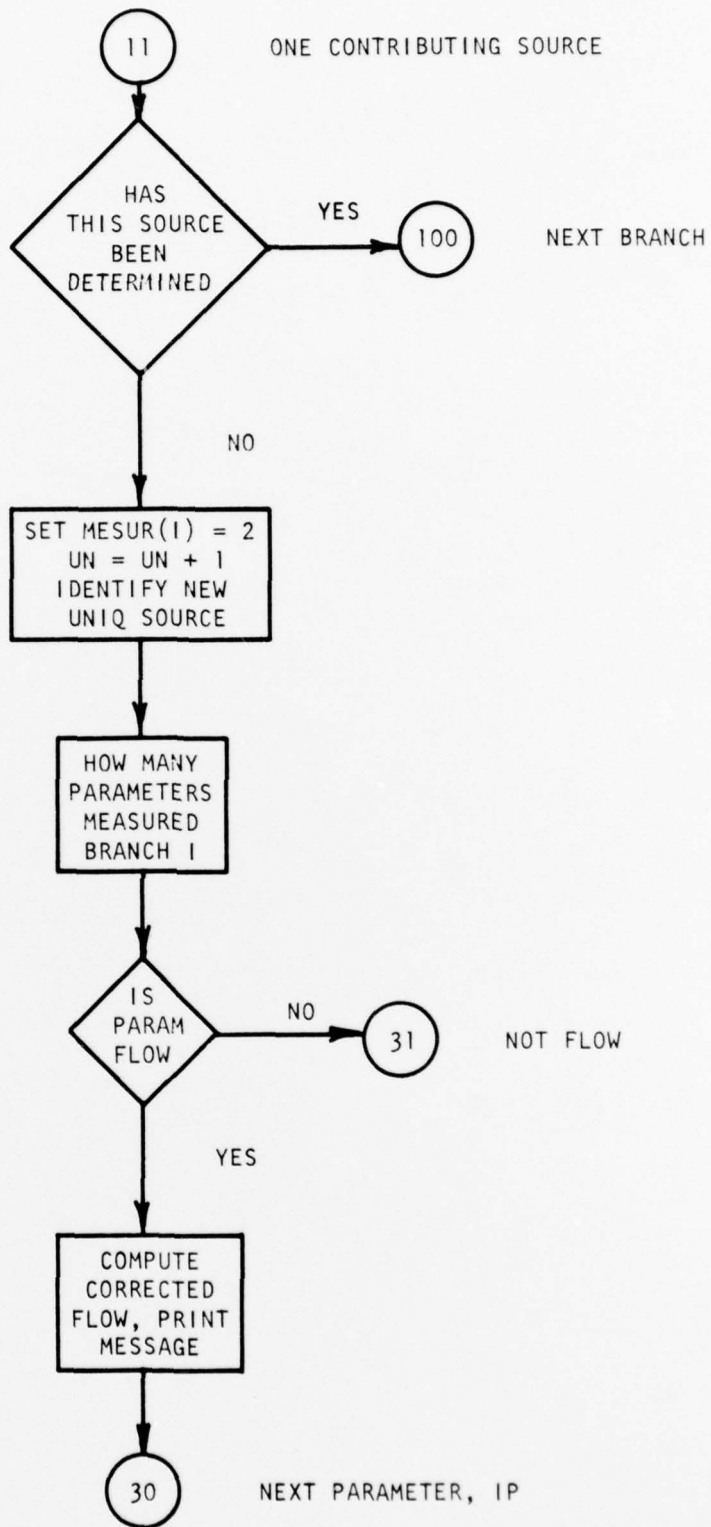 11 ONE CONTRIBUTING SOURCE
HAS
THIS SOURCE
BEEN
DETERMINED
YES
100
NEXT BRANCH
NO
SET MESUR(I) = 2
UN = UN + 1
IDENTIFY NEW
UNIQ SOURCE
HOW MANY
PARAMETERS
MEASURED
BRANCH I
IS
PARAM
FLOW
NO
31
NOT FLOW
YES
COMPUTE
CORRECTED
FLOW, PRINT
MESSAGE
30
NEXT PARAMETER, IP